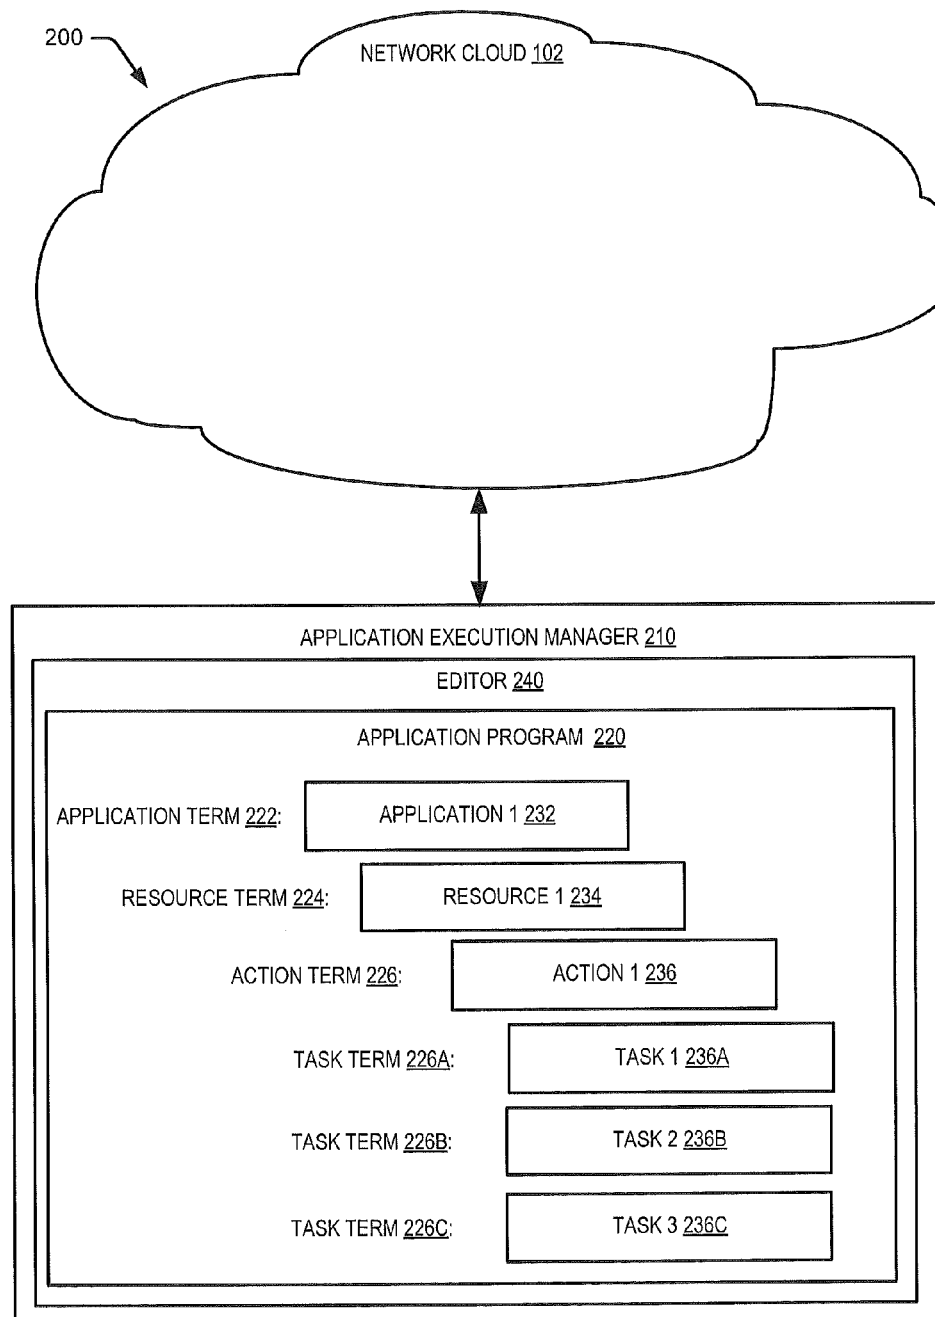 200
NETWORK CLOUD 102
APPLICATION EXECUTION MANAGER 210
EDITOR 240
APPLICATION PROGRAM 220
APPLICATION TERM 222: APPLICATION 1 232
RESOURCE TERM 224: RESOURCE 1 234
ACTION TERM 226: ACTION 1 236
TASK TERM 226A: TASK 1 236A
TASK TERM 226B: TASK 2 236B
TASK TERM 226C: TASK 3 236C